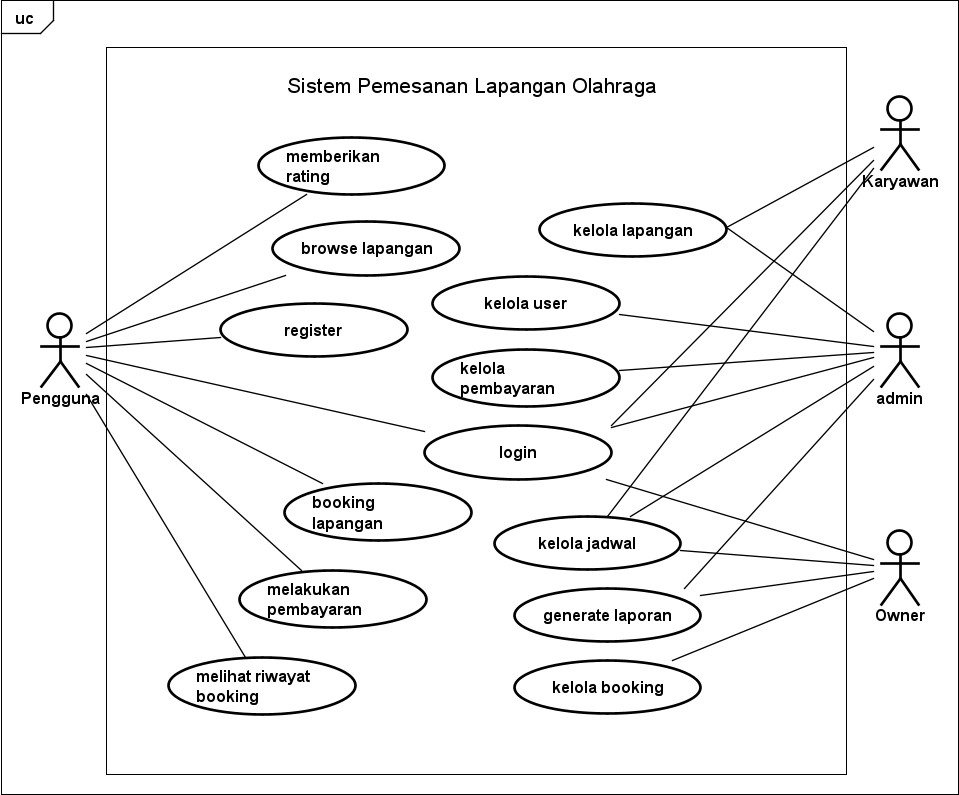 uc
Sistem Pemesanan Lapangan Olahraga
memberikan
rating
Karyawan
kelola lapangan
browse lapangan
kelola user
register
kelola
pembayaran
Pengguna
admin
login
booking
lapangan
kelola jadwal
melakukan
pembayaran
generate laporan
Owner
melihat riwayat
booking
kelola booking